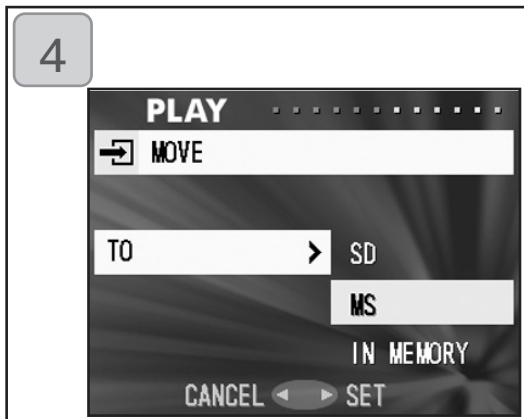 4
PLAY
MOVE
TO > SD
MS
IN MEMORY
CANCEL SET